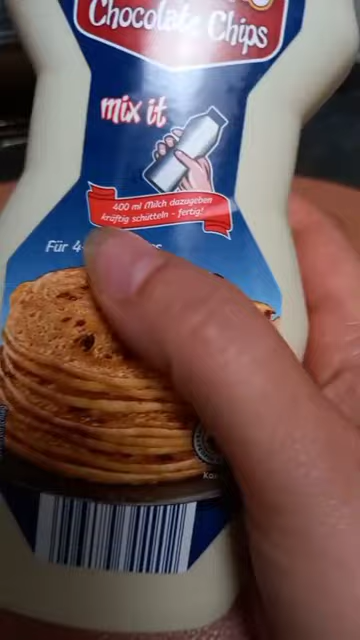 Chocolate Chips
mix it
400 ml Milch dazugeben
kräftig schütteln - fertig!
Für 4